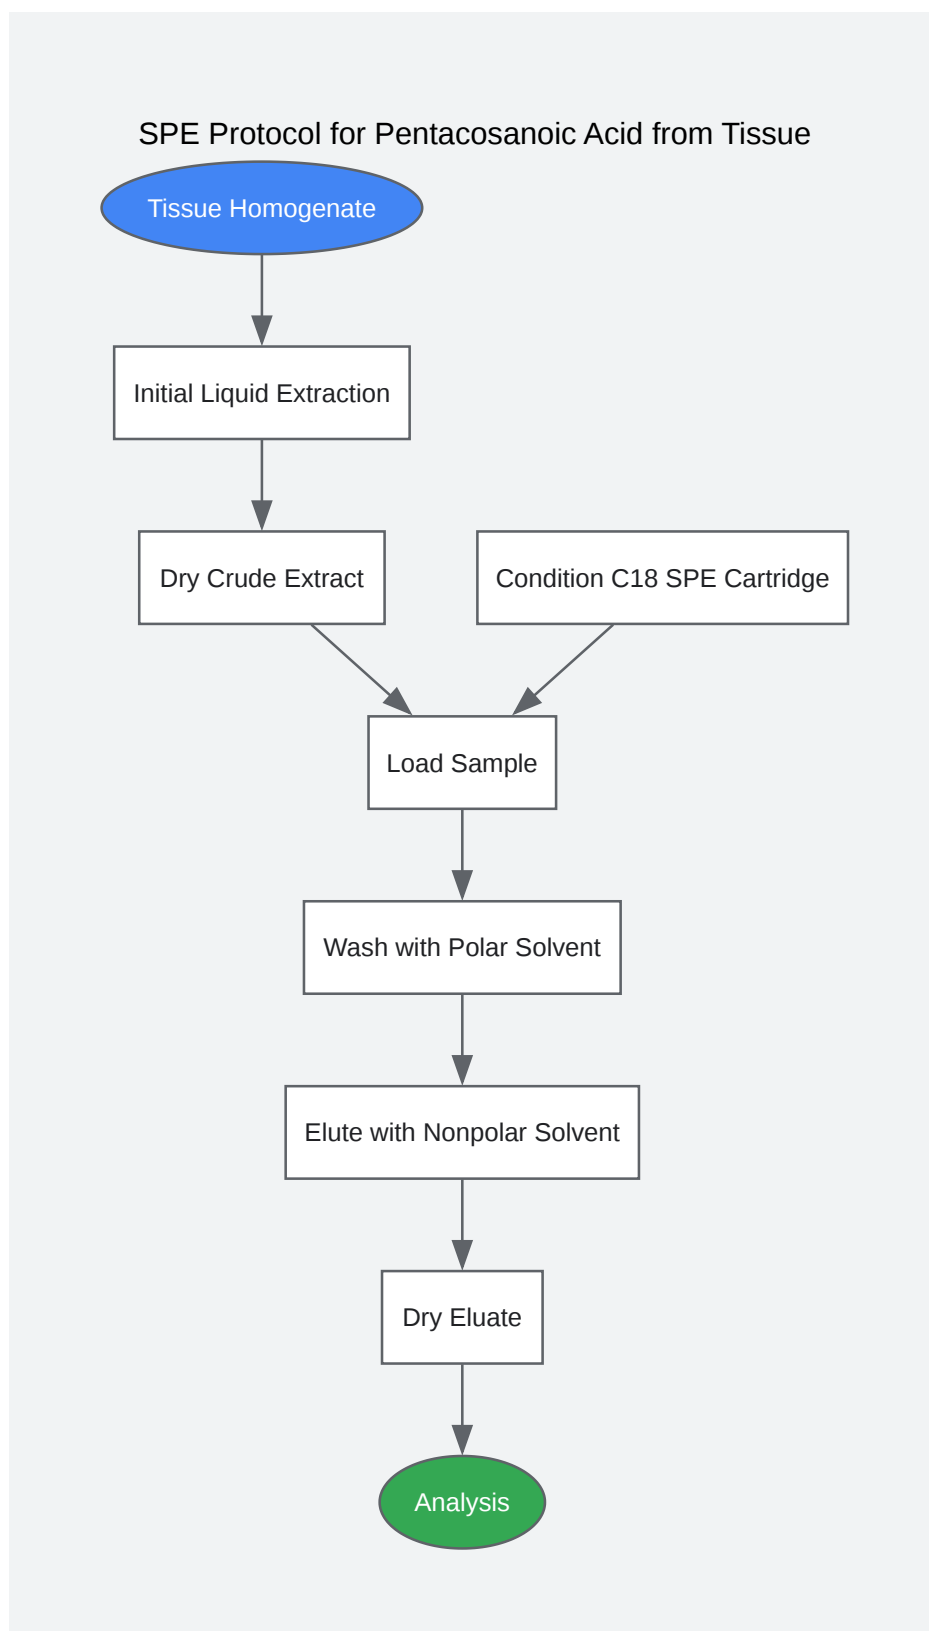 SPE Protocol for Pentacosanoic Acid from Tissue
Tissue Homogenate
Initial Liquid Extraction
Dry Crude Extract
Condition C18 SPE Cartridge
Load Sample
Wash with Polar Solvent
Elute with Nonpolar Solvent
Dry Eluate
Analysis